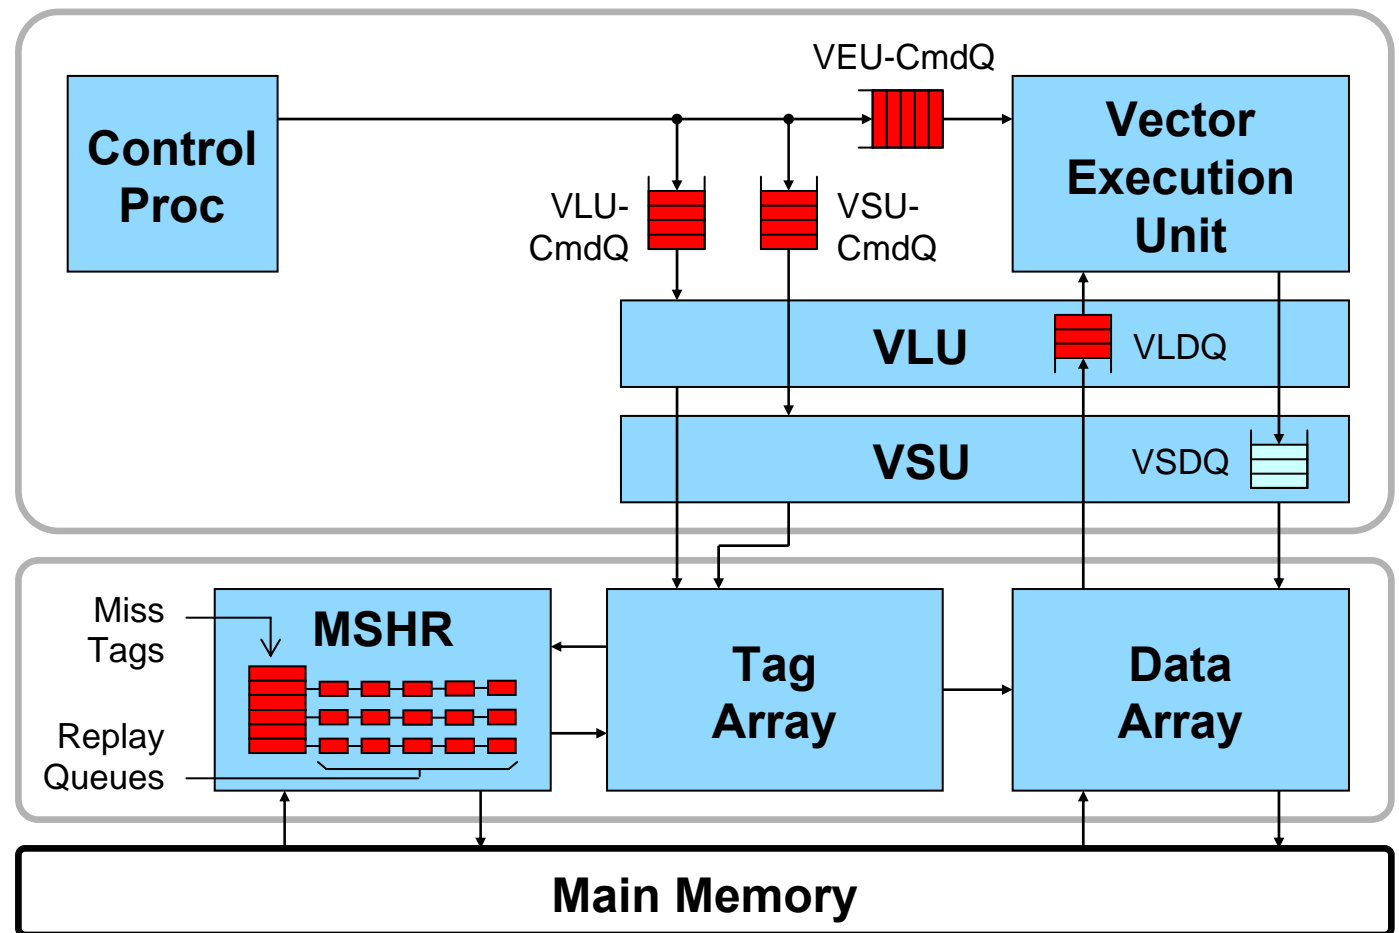 VEU-CmdQ
Control
Proc
Vector
Execution
Unit
VLU-
CmdQ
VSU-
CmdQ
VLU
VLDQ
VSU
VSDQ
Miss
Tags
MSHR
Replay
Queues
Tag
Array
Data
Array
Main Memory